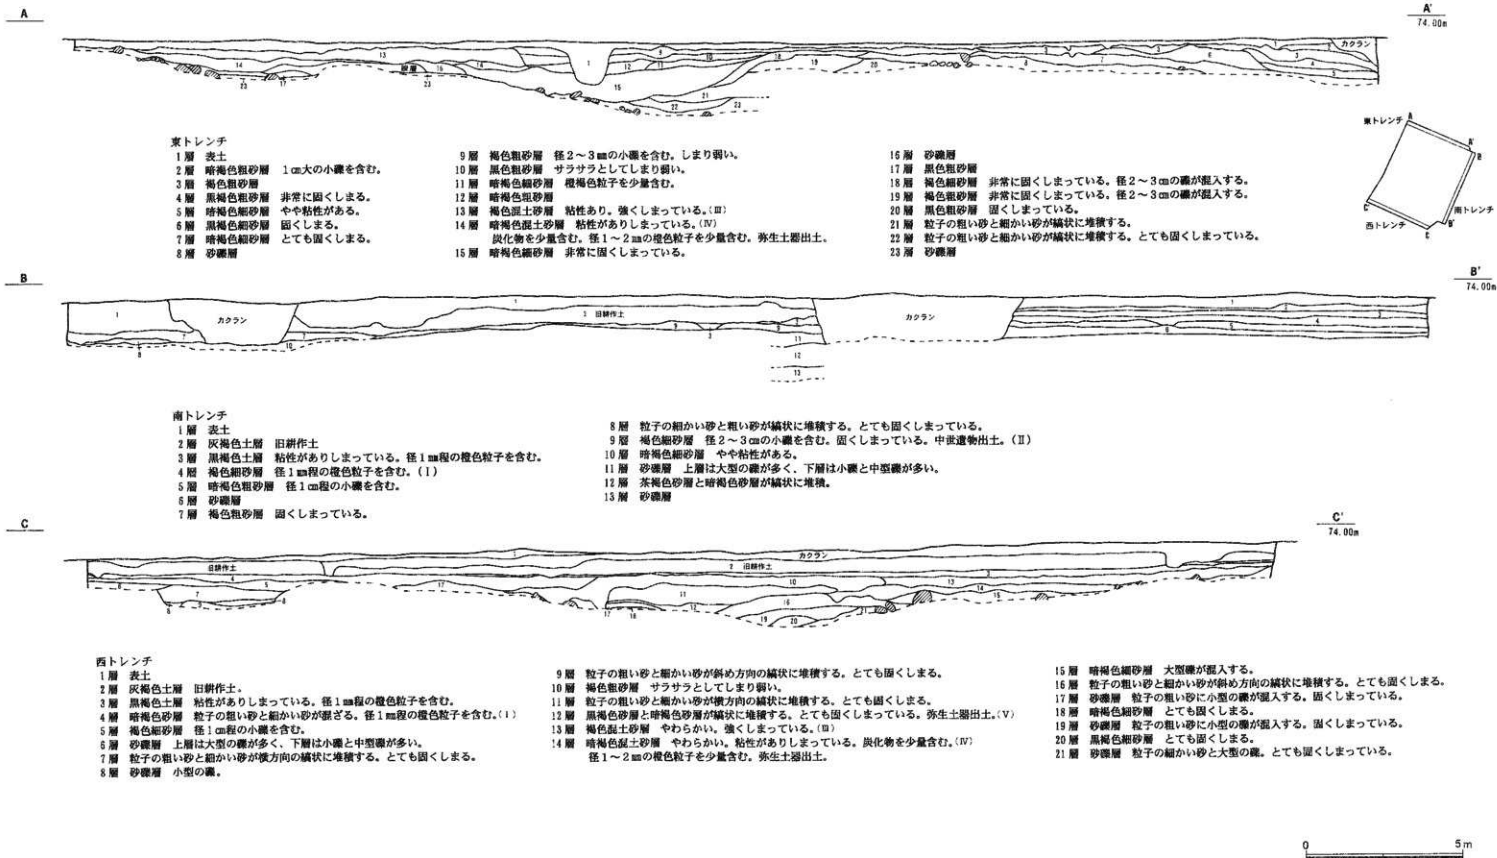 A
A'
74.00m
カクラン
東トレンチ
1層 表土
2層 暗褐色粗砂層 1㎝大の小礫を含む。
3層 褐色粗砂層
4層 黒褐色粗砂層 非常に固くしまる。
5層 暗褐色細砂層 やや粘性がある。
6層 黒褐色細砂層 固くしまる。
7層 暗褐色細砂層 とても固くしまる。
8層 砂礫層
9層 褐色粗砂層 径2~3㎜の小礫を含む。しまり弱い。
10層 黒色粗砂層 サラサラとしてしまり弱い。
11層 暗褐色細砂層 橙褐色粒子を少量含む。
12層 暗褐色粗砂層
13層 褐色混土砂層 粘性あり。強くしまっている。(Ⅲ)
14層 暗褐色混土砂層 粘性がありしまっている。(Ⅳ)
炭化物を少量含む。径1~2㎜の橙色粒子を少量含む。弥生土器出土。
15層 暗褐色細砂層 非常に固くしまっている。
16層 砂礫層
17層 黒色粗砂層
18層 褐色細砂層 非常に固くしまっている。径2~3㎝の礫が混入する。
19層 褐色粗砂層 非常に固くしまっている。径2~3㎝の礫が混入する。
20層 黒色粗砂層 固くしまっている。
21層 粒子の粗い砂と細かい砂が縞状に堆積する。
22層 粒子の粗い砂と細かい砂が縞状に堆積する。とても固くしまっている。
23層 砂礫層
東トレンチ
A
A'
B
南トレンチ
B'
C'
西トレンチ
C
B
B'
74.00m
カクラン
2 旧耕作土
カクラン
南トレンチ
1層 表土
2層 灰褐色土層 旧耕作土
3層 黒褐色土層 粘性がありしまっている。径1㎜程の橙色粒子を含む。
4層 褐色細砂層 径1㎜程の橙色粒子を含む。(Ⅰ)
5層 暗褐色粗砂層 径1㎝程の小礫を含む。
6層 砂礫層
7層 褐色粗砂層 固くしまっている。
8層 粒子の細かい砂と粗い砂が縞状に堆積する。とても固くしまっている。
9層 褐色細砂層 径2~3㎝の小礫を含む。固くしまっている。中世遺物出土。(Ⅱ)
10層 暗褐色細砂層 やや粘性がある。
11層 砂礫層 上層は大型の礫が多く、下層は小礫と中型礫が多い。
12層 茶褐色砂層と暗褐色砂層が縞状に堆積。
13層 砂礫層
C
C'
74.00m
カクラン
旧耕作土
2 旧耕作土
西トレンチ
1層 表土
2層 灰褐色土層 旧耕作土。
3層 黒褐色土層 粘性がありしまっている。径1㎜程の橙色粒子を含む。
4層 暗褐色砂層 粒子の粗い砂と細かい砂が混ざる。径1㎜程の橙色粒子を含む。(Ⅰ)
5層 褐色細砂層 径1㎝程の小礫を含む。
6層 砂礫層 上層は大型の礫が多く、下層は小礫と中型礫が多い。
7層 粒子の粗い砂と細かい砂が横方向の縞状に堆積する。とても固くしまる。
8層 砂礫層 小型の礫。
9層 粒子の粗い砂と細かい砂が斜め方向の縞状に堆積する。とても固くしまる。
10層 褐色粗砂層 サラサラとしてしまり弱い。
11層 粒子の粗い砂と細かい砂が横方向の縞状に堆積する。とても固くしまる。
12層 黒褐色砂層と暗褐色砂層が縞状に堆積する。とても固くしまっている。弥生土器出土。(Ⅴ)
13層 褐色混土砂層 やわらかい。強くしまっている。(Ⅲ)
14層 暗褐色混土砂層 やわらかい。粘性がありしまっている。炭化物を少量含む。(Ⅳ)
径1~2㎜の橙色粒子を少量含む。弥生土器出土。
15層 暗褐色細砂層 大型礫が混入する。
16層 粒子の粗い砂と細かい砂が斜め方向の縞状に堆積する。とても固くしまる。
17層 砂礫層 粒子の粗い砂に小型の礫が混入する。固くしまっている。
18層 暗褐色細砂層 とても固くしまる。
19層 砂礫層 粒子の粗い砂に小型の礫が混入する。固くしまっている。
20層 黒褐色細砂層 とても固くしまる。
21層 砂礫層 粒子の細かい砂と大型の礫。とても固くしまっている。
0 5m